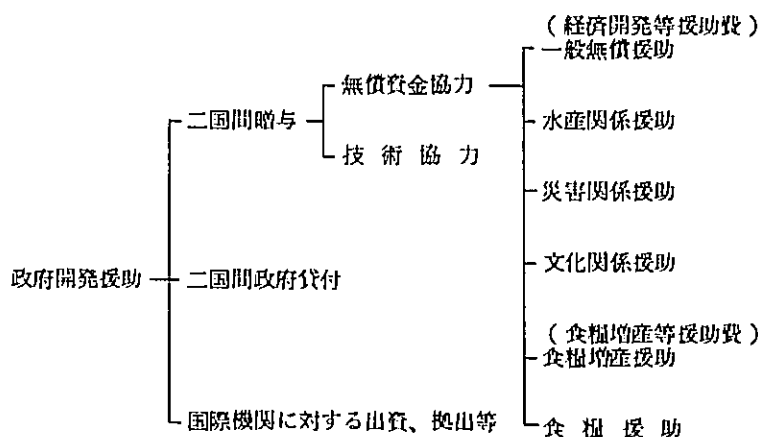 (経済開発等援助費)
一般無償援助
無償資金協力
二国間贈与
水産関係援助
技術協力
災害関係援助
文化関係援助
政府開発援助
二国間政府貸付
(食糧増産等援助費)
食糧増産援助
国際機関に対する出資、拠出等
食糧援助